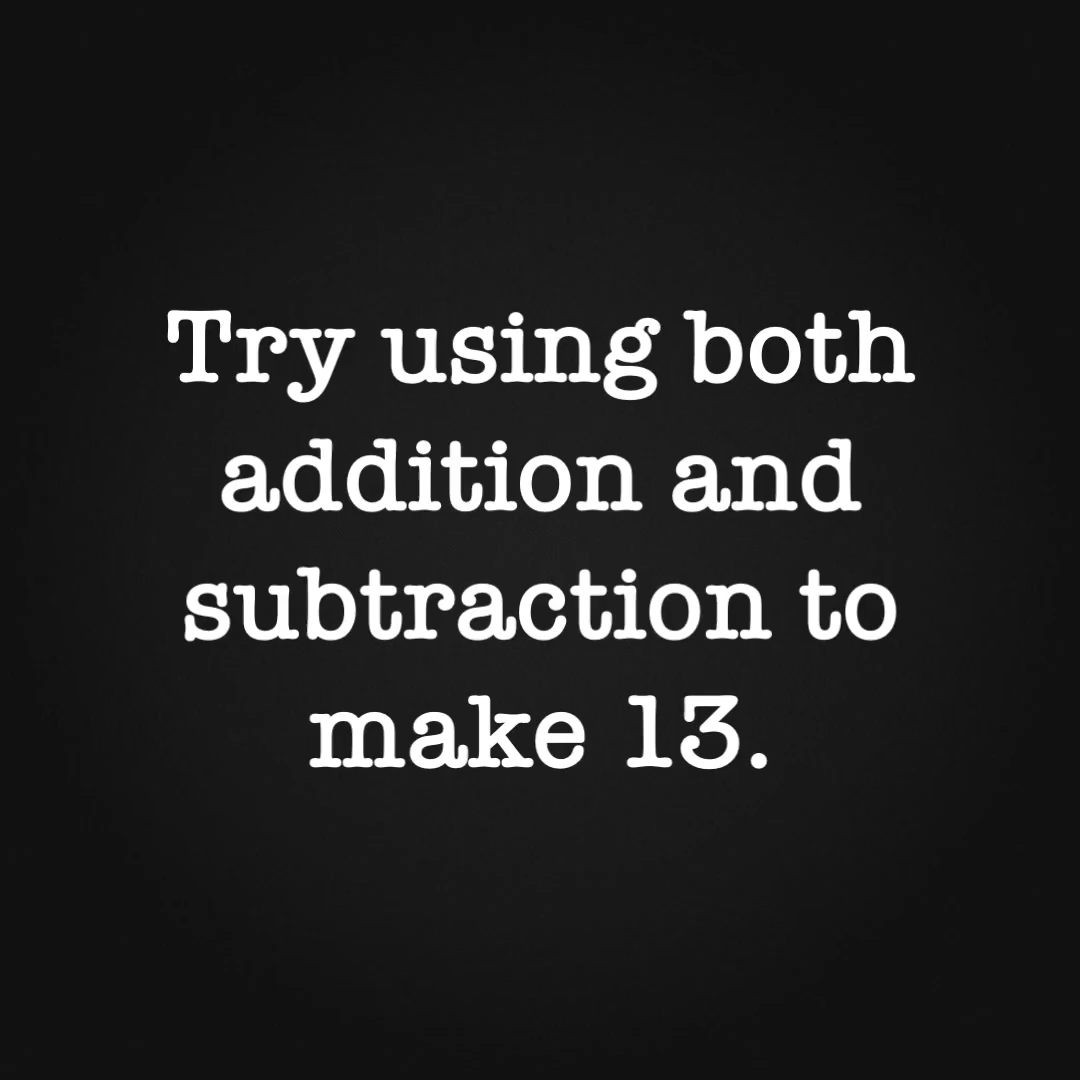 Try using both
addition and
subtraction to
make 13.